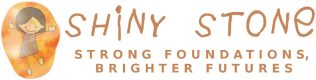 SHINY STONE
STRONG FOUNDATIONS,
BRIGHTER FUTURES